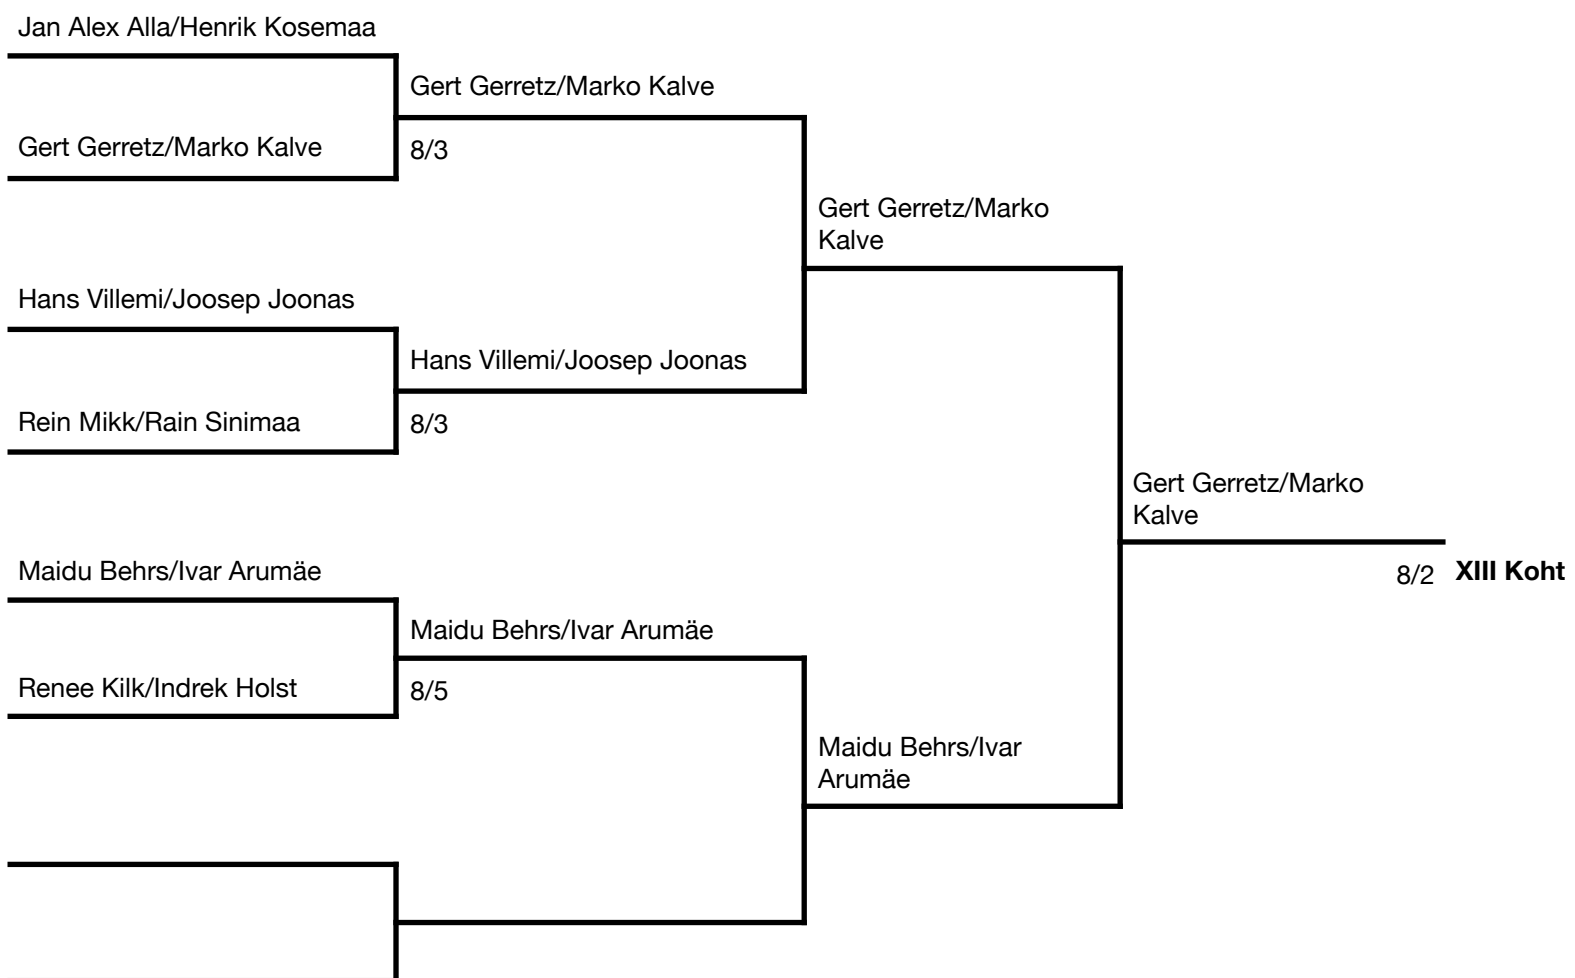 Jan Alex Alla/Henrik Kosemaa
Gert Gerretz/Marko Kalve
Gert Gerretz/Marko Kalve
8/3
Gert Gerretz/Marko
Kalve
Hans Villemi/Joosep Joonas
Hans Villemi/Joosep Joonas
Rein Mikk/Rain Sinimaa
8/3
Gert Gerretz/Marko
Kalve
Maidu Behrs/Ivar Arumäe
8/2 XIII Koht
Maidu Behrs/Ivar Arumäe
Renee Kilk/Indrek Holst
8/5
Maidu Behrs/Ivar
Arumäe